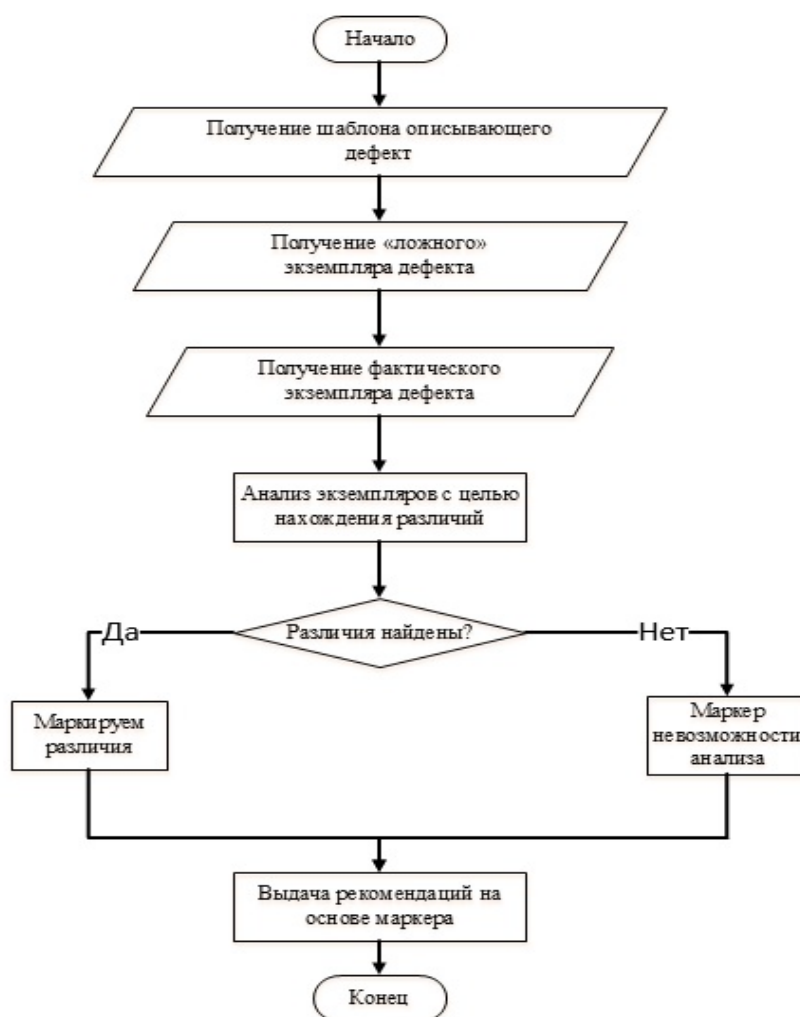 Начало
Получение шаблона описывающего
дефект
Получение «ложного»
экземпляра дефекта
Получение фактического
экземпляра дефекта
Анализ экземпляров с целью
нахождения различий
Различия найдены?
Да
Нет
Маркируем
различия
Маркер
невозможности
анализа
Выдача рекомендаций на
основе маркера
Конец